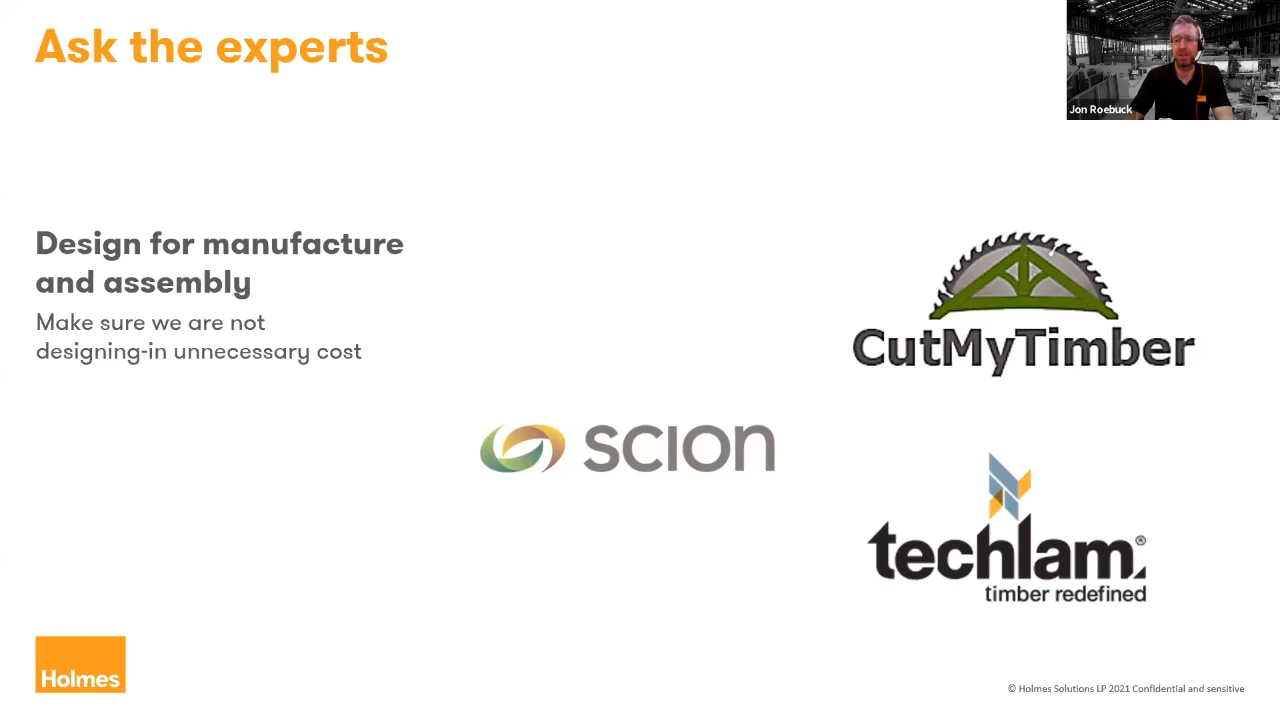 Ask the experts
Jon Roebuck
Design for manufacture
and assembly
Make sure we are not
designing-in unnecessary cost
CutMyTimber
scion
techlam®
timber redefined
Holmes
© Holmes Solutions LP 2021 Confidential and sensitive